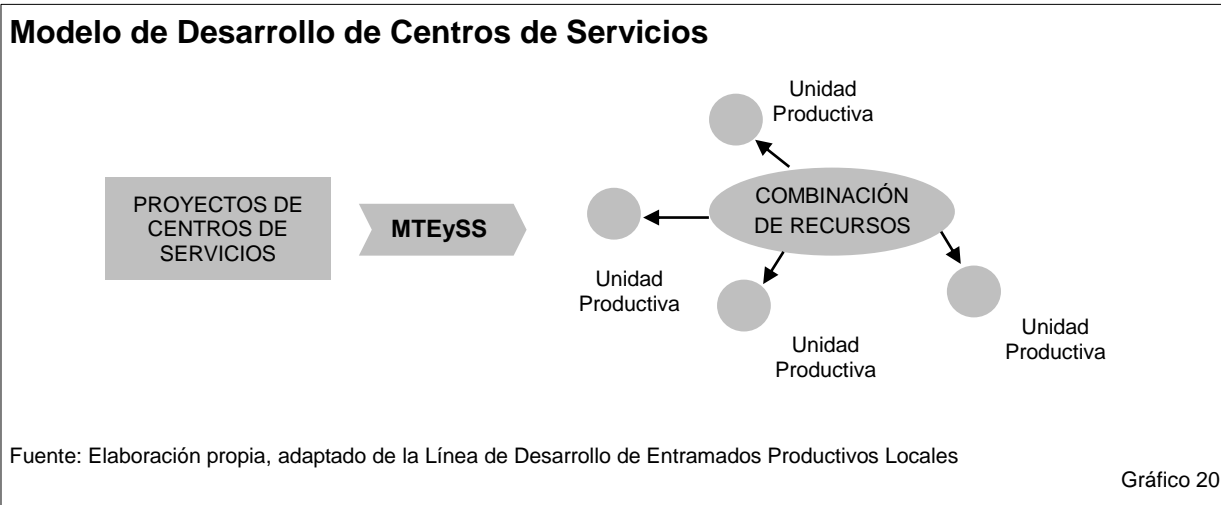 Modelo de Desarrollo de Centros de Servicios
Unidad
Productiva
PROYECTOS DE
CENTROS DE
SERVICIOS
MTEySS
COMBINACIÓN
DE RECURSOS
Unidad
Productiva
Unidad
Productiva
Unidad
Productiva
Fuente: Elaboración propia, adaptado de la Línea de Desarrollo de Entramados Productivos Locales
Gráfico 20